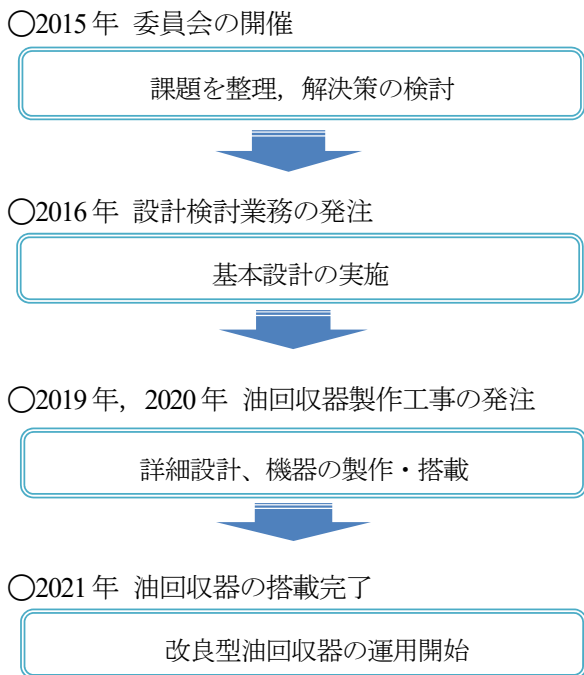 〇2015年 委員会の開催
課題を整理，解決策の検討
〇2016年 設計検討業務の発注
基本設計の実施
〇2019年，2020年 油回収器製作工事の発注
詳細設計、機器の製作・搭載
〇2021年 油回収器の搭載完了
改良型油回収器の運用開始